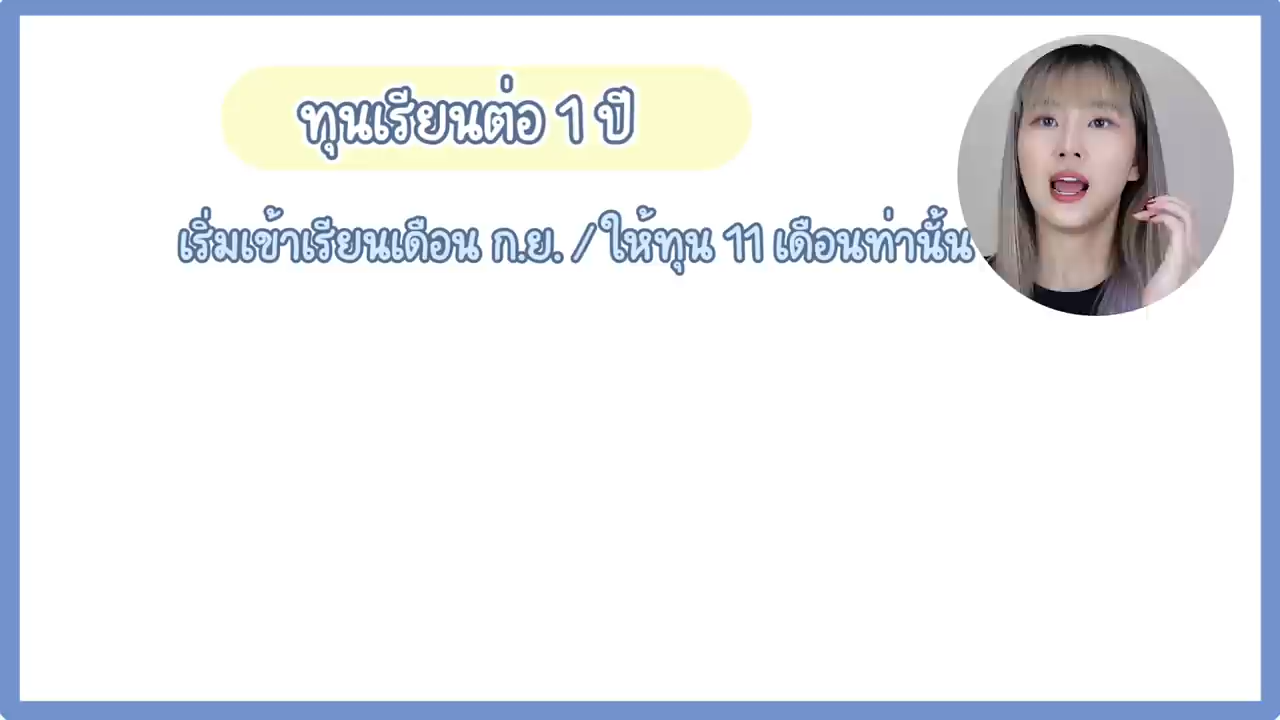 ทุนเรียนต่อ 1 ปี
เริ่มเข้าเรียนเดือน ก.ย. / ให้ทุน 11 เดือนท่านั้น